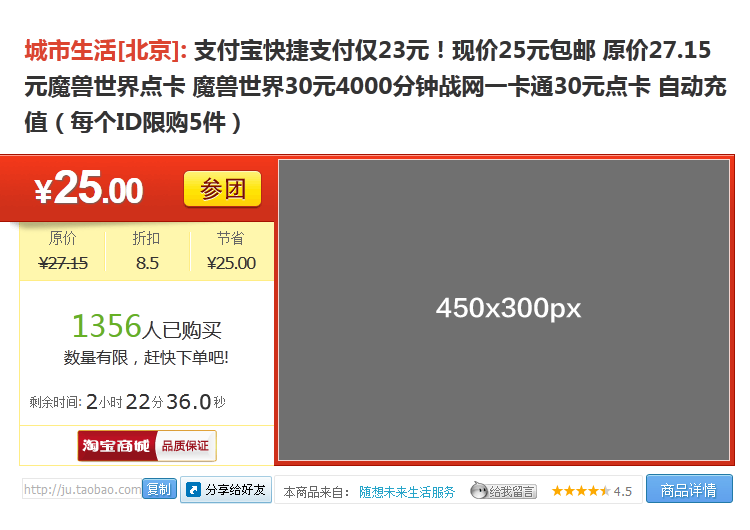 城市生活[北京]: 支付宝快捷支付仅23元！现价25元包邮 原价27.15
元魔兽世界点卡 魔兽世界30元4000分钟战网一卡通30元点卡 自动充
值（每个ID限购5件）
¥25.00 参团
原价 折扣 节省
¥27.15 8.5 ¥25.00
450x300px
1356人已购买
数量有限，赶快下单吧!
剩余时间: 2小时22分36.0秒
淘宝商城 品质保证
http://ju.taobao.com 复制 分享给好友 本商品来自： 随想未来生活服务 给我留言 4.5 商品详情